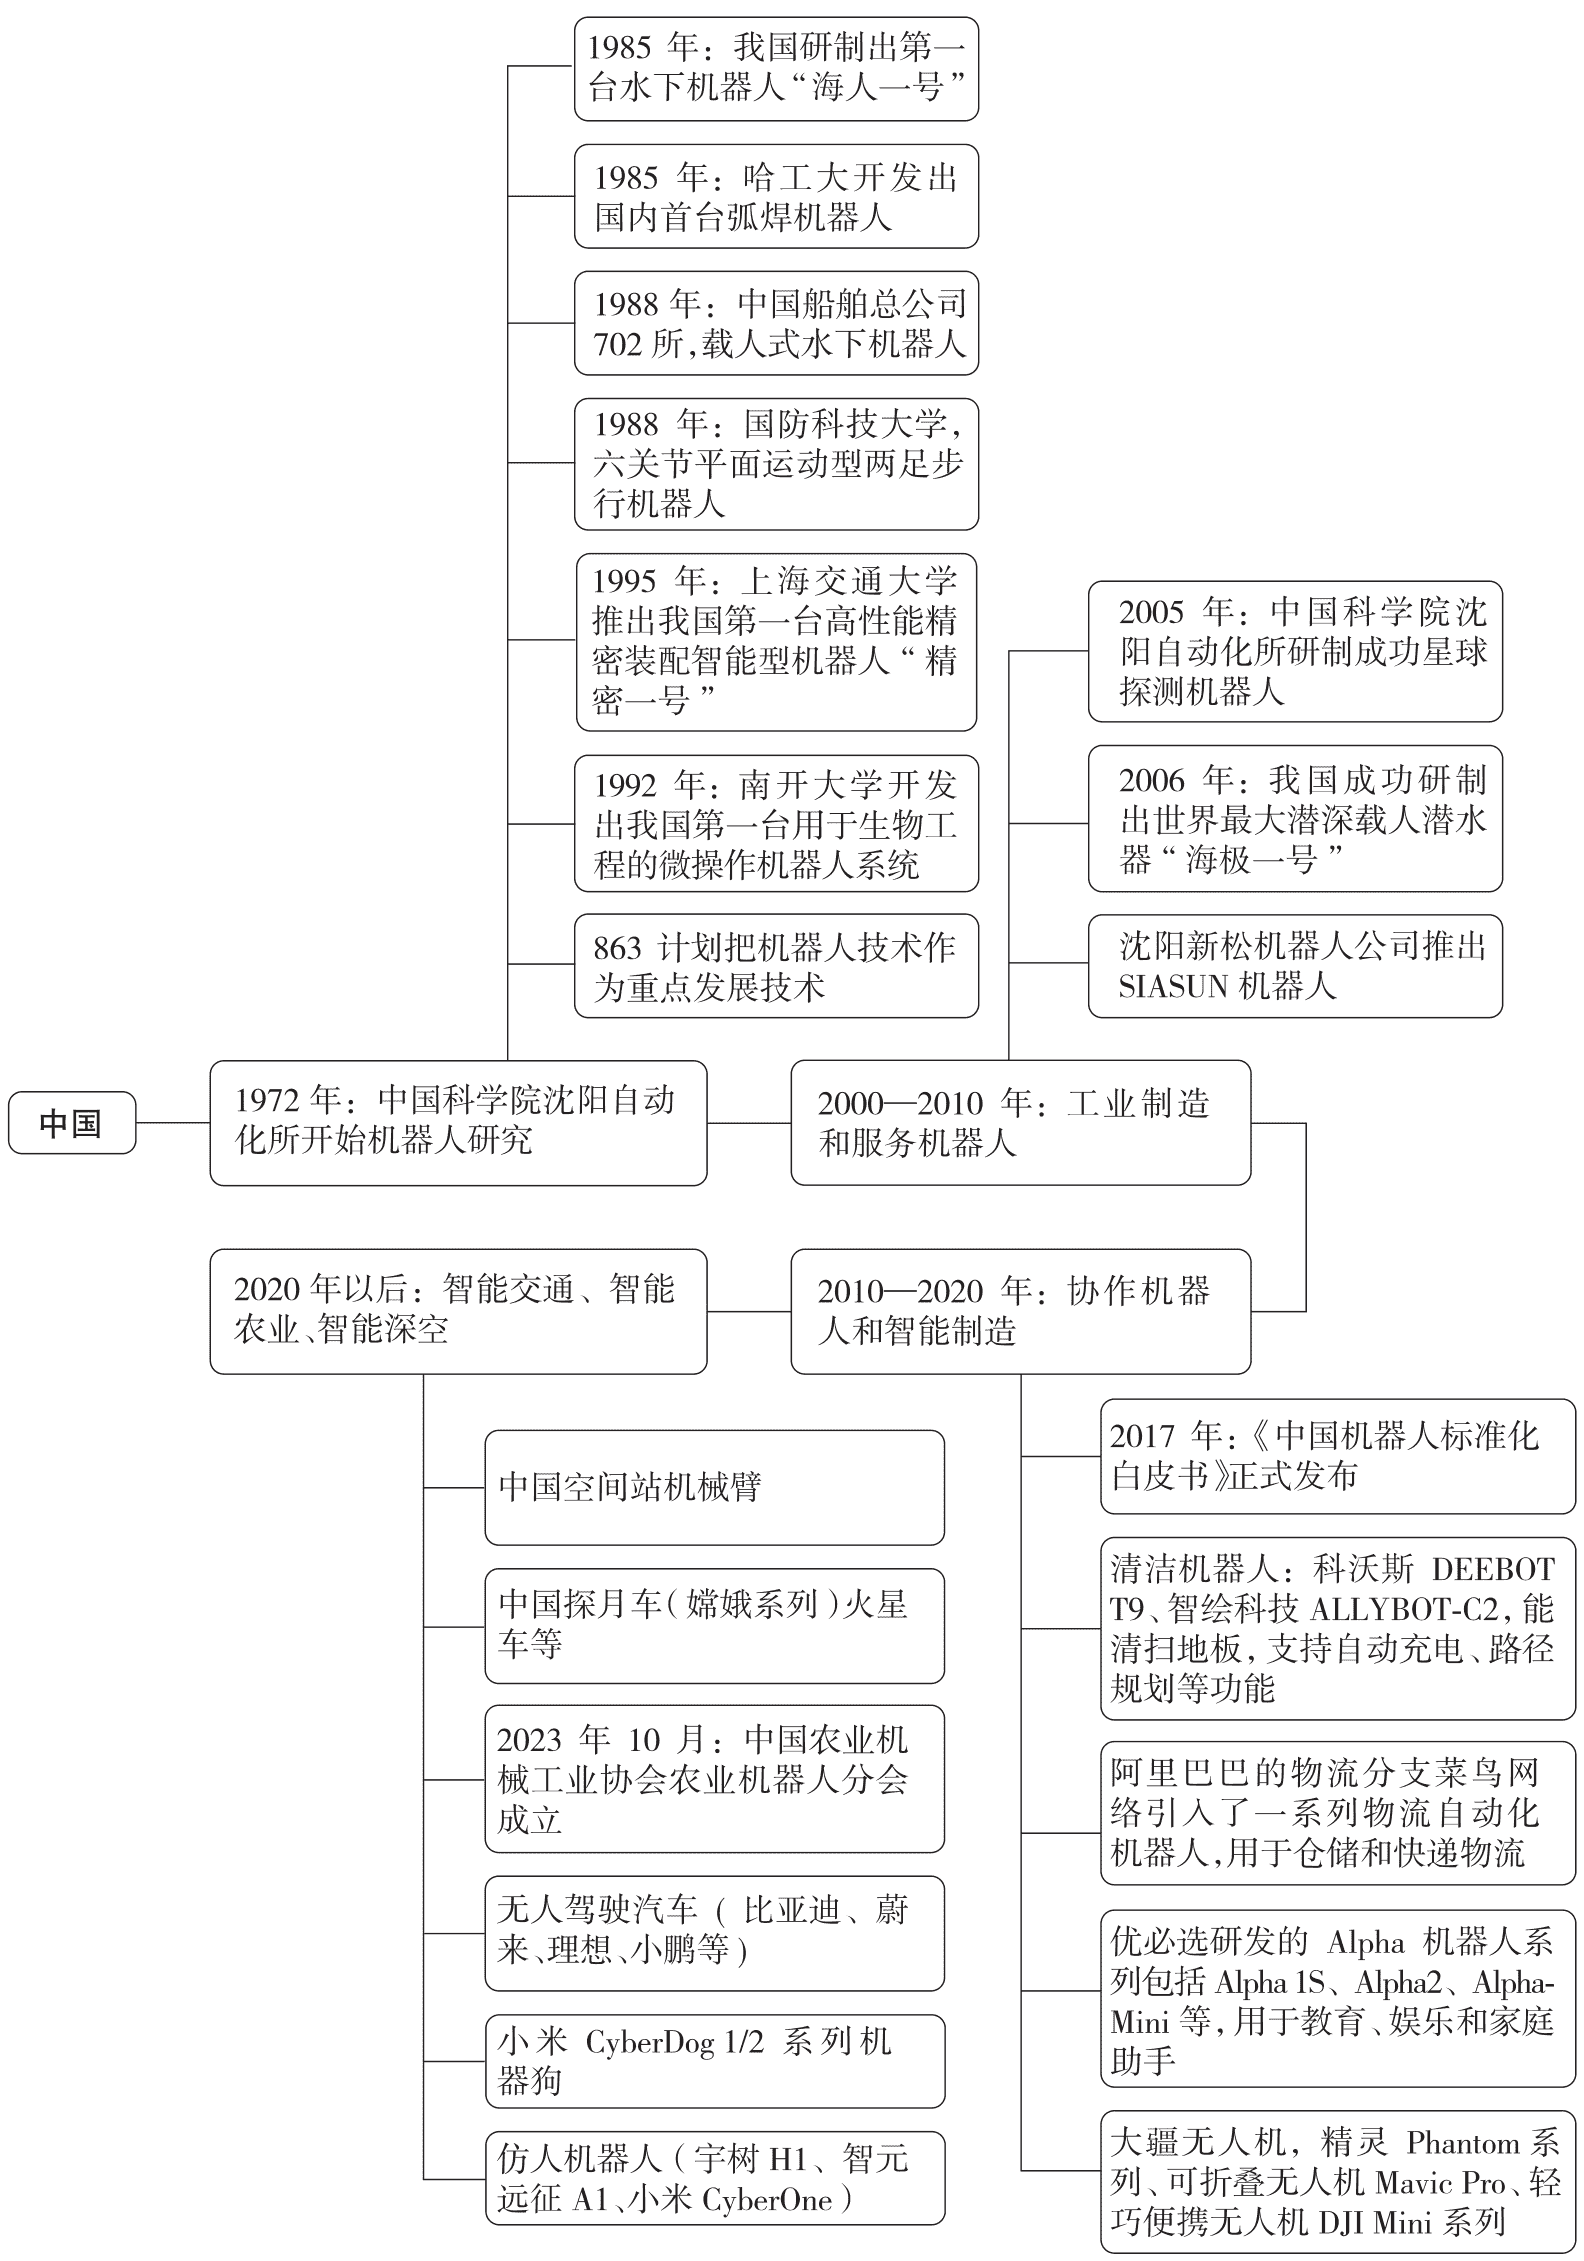 1985 年：我国研制出第一
台水下机器人“海人一号”
1985 年：哈工大开发出
国内首台弧焊机器人
1988 年：中国船舶总公司
702 所,载人式水下机器人
1988 年：国防科技大学,
六关节平面运动型两足步
行机器人
1995 年：上海交通大学
推出我国第一台高性能精
密装配智能型机器人“精
密一号”
1992 年：南开大学开发
出我国第一台用于生物工
程的微操作机器人系统
863 计划把机器人技术作
为重点发展技术
2005 年：中国科学院沈
阳自动化所研制成功星球
探测机器人
2006 年：我国成功研制
出世界最大潜深载人潜水
器“海极一号”
沈阳新松机器人公司推出
SIASUN 机器人
中国
1972 年：中国科学院沈阳自动
化所开始机器人研究
2000—2010 年：工业制造
和服务机器人
2010—2020 年：协作机器
人和智能制造
2020 年以后：智能交通、智能
农业、智能深空
2017 年：《中国机器人标准化
白皮书》正式发布
清洁机器人：科沃斯 DEEBOT
T9、智绘科技 ALLYBOT-C2, 能
清扫地板, 支持自动充电、路径
规划等功能
阿里巴巴的物流分支菜鸟网
络引入了一系列物流自动化
机器人,用于仓储和快递物流
优必选研发的 Alpha 机器人系
列包括 Alpha 1S、Alpha2、Alpha-
Mini 等,用于教育、娱乐和家庭
助手
大疆无人机, 精灵 Phantom 系
列、可折叠无人机 Mavic Pro、轻
巧便携无人机 DJI Mini 系列
中国空间站机械臂
中国探月车(嫦娥系列)火星
车等
2023 年 10 月：中国农业机
械工业协会农业机器人分会
成立
无人驾驶汽车 ( 比亚迪、蔚
来、理想、小鹏等)
小米 CyberDog 1/2 系列机
器狗
仿人机器人(宇树 H1、智元
远征 A1、小米 CyberOne)